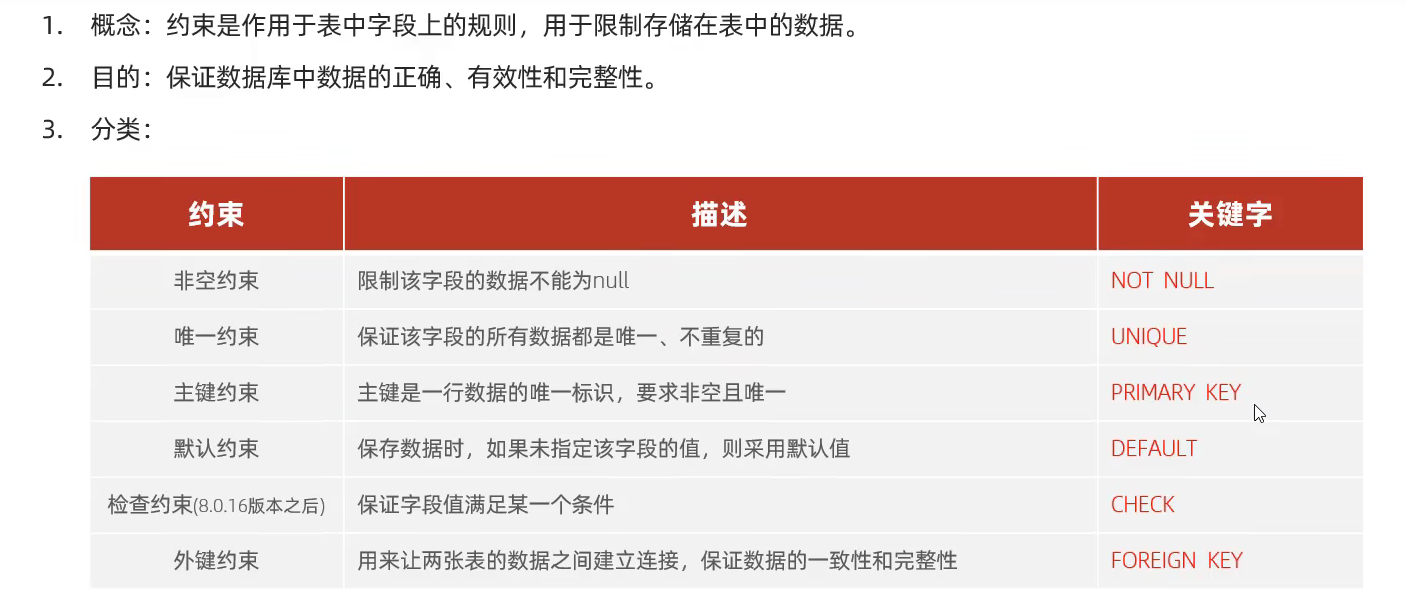 1. 概念：约束是作用于表中字段上的规则，用于限制存储在表中的数据。
2. 目的：保证数据库中数据的正确、有效性和完整性。
3. 分类：
约束 描述 关键字
非空约束 限制该字段的数据不能为null NOT NULL
唯一约束 保证该字段的所有数据都是唯一、不重复的 UNIQUE
主键约束 主键是一行数据的唯一标识，要求非空且唯一 PRIMARY KEY
默认约束 保存数据时，如果未指定该字段的值，则采用默认值 DEFAULT
检查约束(8.0.16版本之后) 保证字段值满足某一个条件 CHECK
外键约束 用来让两张表的数据之间建立连接，保证数据的一致性和完整性 FOREIGN KEY